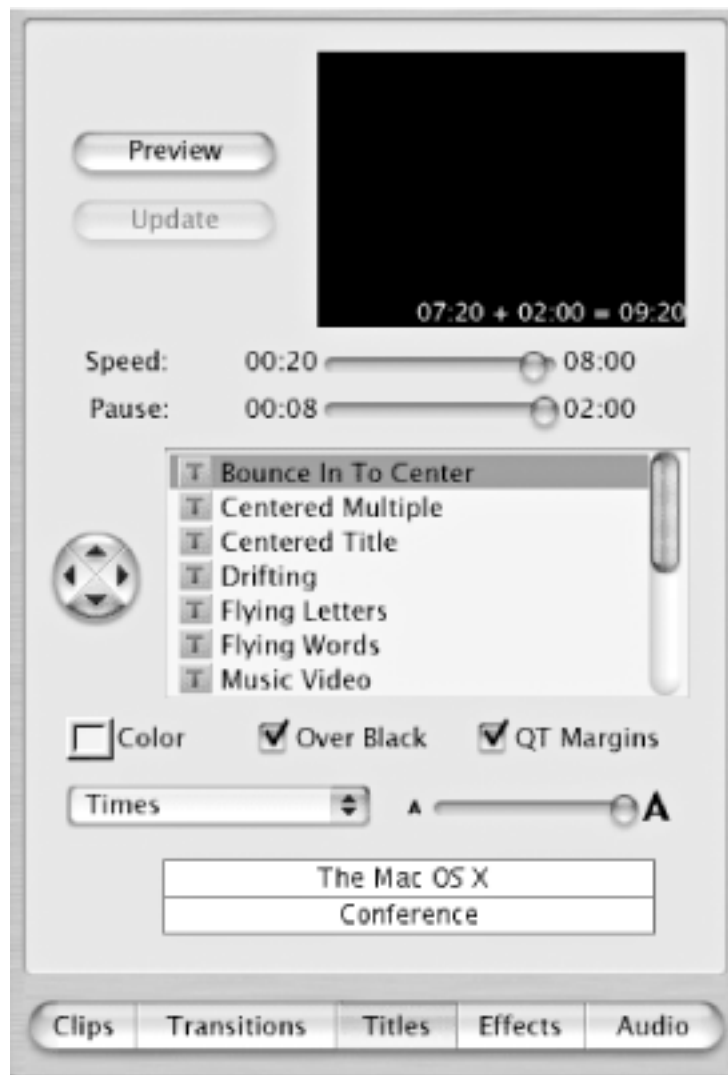 Preview
Update
07:20 + 02:00 = 09:20
Speed: 00:20 08:00
Pause: 00:08 02:00
T Bounce In To Center
T Centered Multiple
T Centered Title
T Drifting
T Flying Letters
T Flying Words
T Music Video
Color Over Black QT Margins
Times A A
The Mac OS X
Conference
Clips Transitions Titles Effects Audio